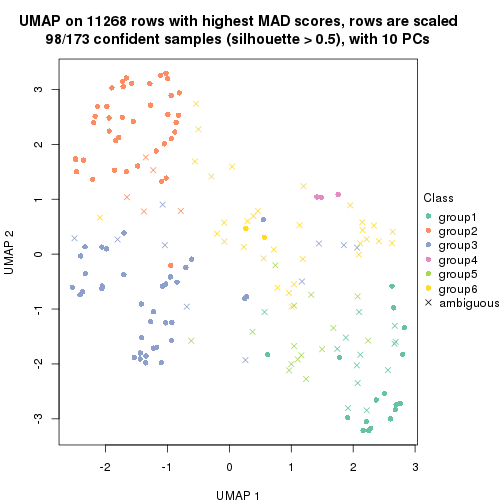 UMAP on 11268 rows with highest MAD scores, rows are scaled
98/173 confident samples (silhouette > 0.5), with 10 PCs
3
2
1
0
-1
-2
-3
UMAP 2
-2
-1
0
1
2
3
UMAP 1
Class
group1
group2
group3
group4
group5
group6
ambiguous